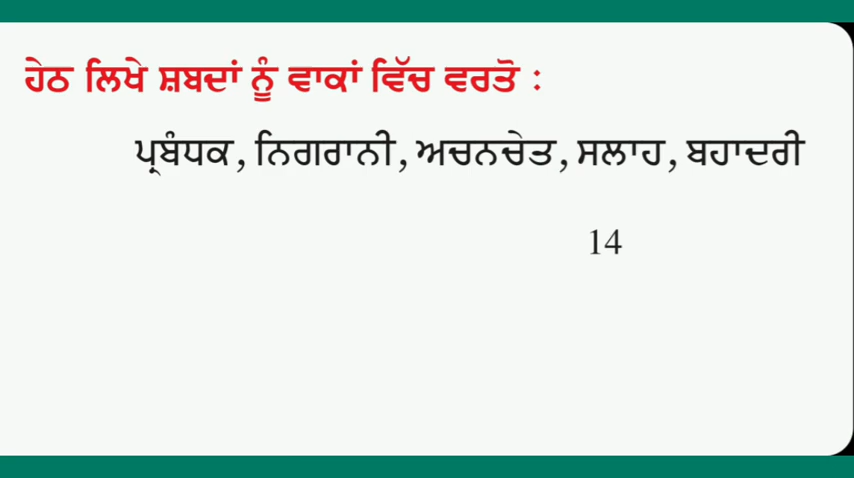 ਹੇਠ ਲਿਖੇ ਸ਼ਬਦਾਂ ਨੂੰ ਵਾਕਾਂ ਵਿੱਚ ਵਰਤੋ :
ਪ੍ਰਬੰਧਕ, ਨਿਗਰਾਨੀ, ਅਚਨਚੇਤ, ਸਲਾਹ, ਬਹਾਦਰੀ
14